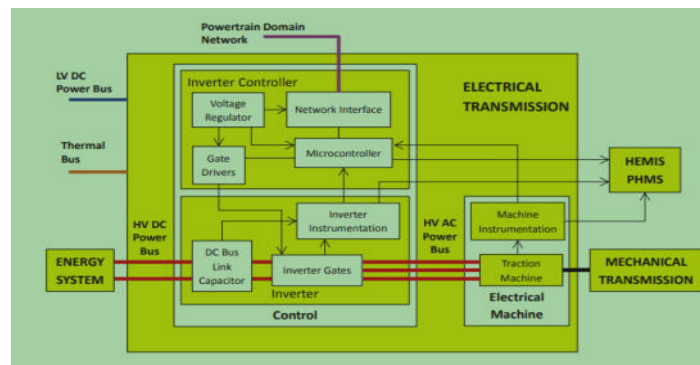 Powertrain Domain
Network
LV DC
Power Bus
Thermal
Bus
ELECTRICAL
TRANSMISSION
Inverter Controller
Voltage
Regulator
Network Interface
Gate
Drivers
Microcontroller
HEMIS
PHMS
HV DC
Power
Bus
Inverter
Instrumentation
HV AC
Power
Bus
Machine
Instrumentation
ENERGY
SYSTEM
DC Bus
Link
Capacitor
Inverter Gates
Traction
Machine
MECHANICAL
TRANSMISSION
Inverter
Control
Electrical
Machine